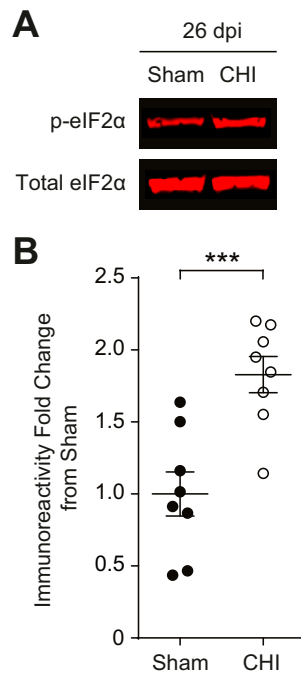 A
26 dpi
Sham CHI
p-eIF2α
Total eIF2α
B
***
Immunoreactivity Fold Change
from Sham
2.5
2.0
1.5
1.0
0.5
0
Sham CHI